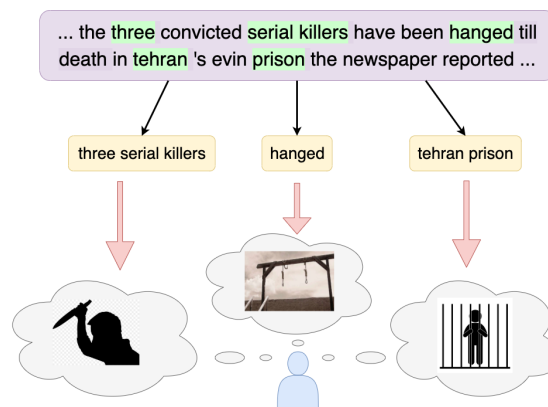 ... the three convicted serial killers have been hanged till
death in tehran 's evin prison the newspaper reported ...
three serial killers
hanged
tehran prison